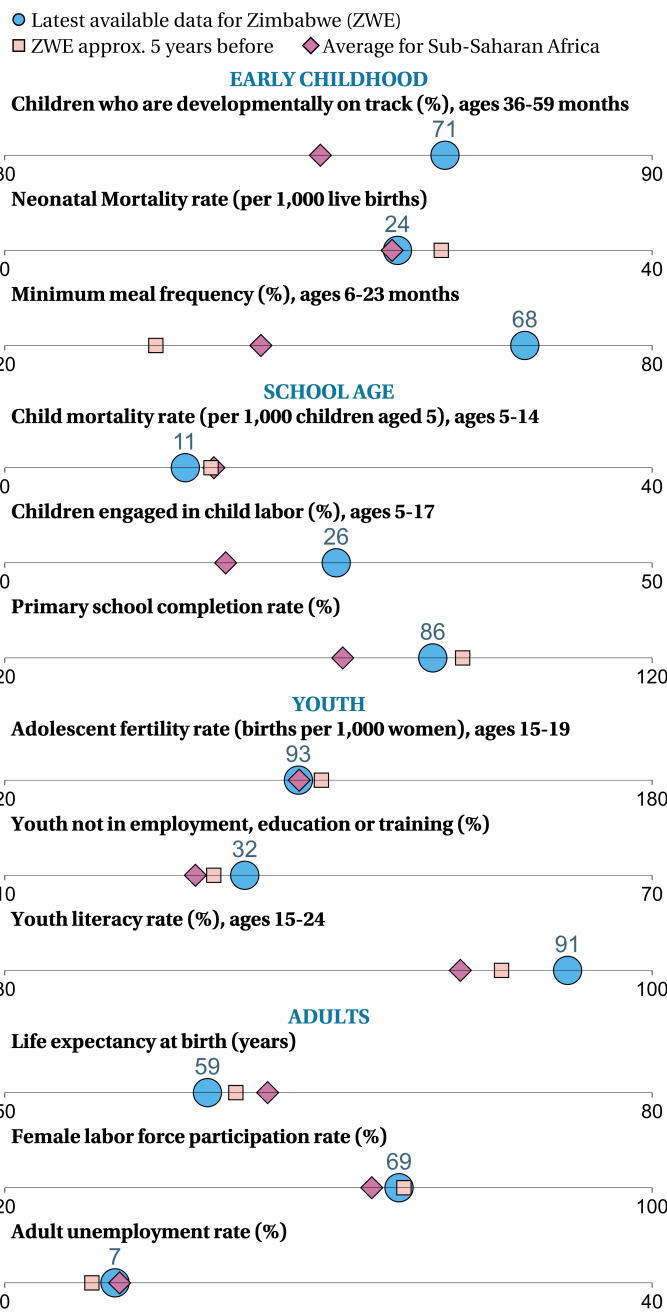 Latest available data for Zimbabwe (ZWE)
ZWE approx. 5 years before Average for Sub-Saharan Africa
EARLY CHILDHOOD
Children who are developmentally on track (%), ages 36-59 months
71
30 90
Neonatal Mortality rate (per 1,000 live births)
24
0 40
Minimum meal frequency (%), ages 6-23 months
68
20 80
SCHOOL AGE
Child mortality rate (per 1,000 children aged 5), ages 5-14
11
0 40
Children engaged in child labor (%), ages 5-17
26
0 50
Primary school completion rate (%)
86
20 120
YOUTH
Adolescent fertility rate (births per 1,000 women), ages 15-19
93
20 180
Youth not in employment, education or training (%)
32
10 70
Youth literacy rate (%), ages 15-24
91
30 100
ADULTS
Life expectancy at birth (years)
59
50 80
Female labor force participation rate (%)
69
20 100
Adult unemployment rate (%)
7
0 40